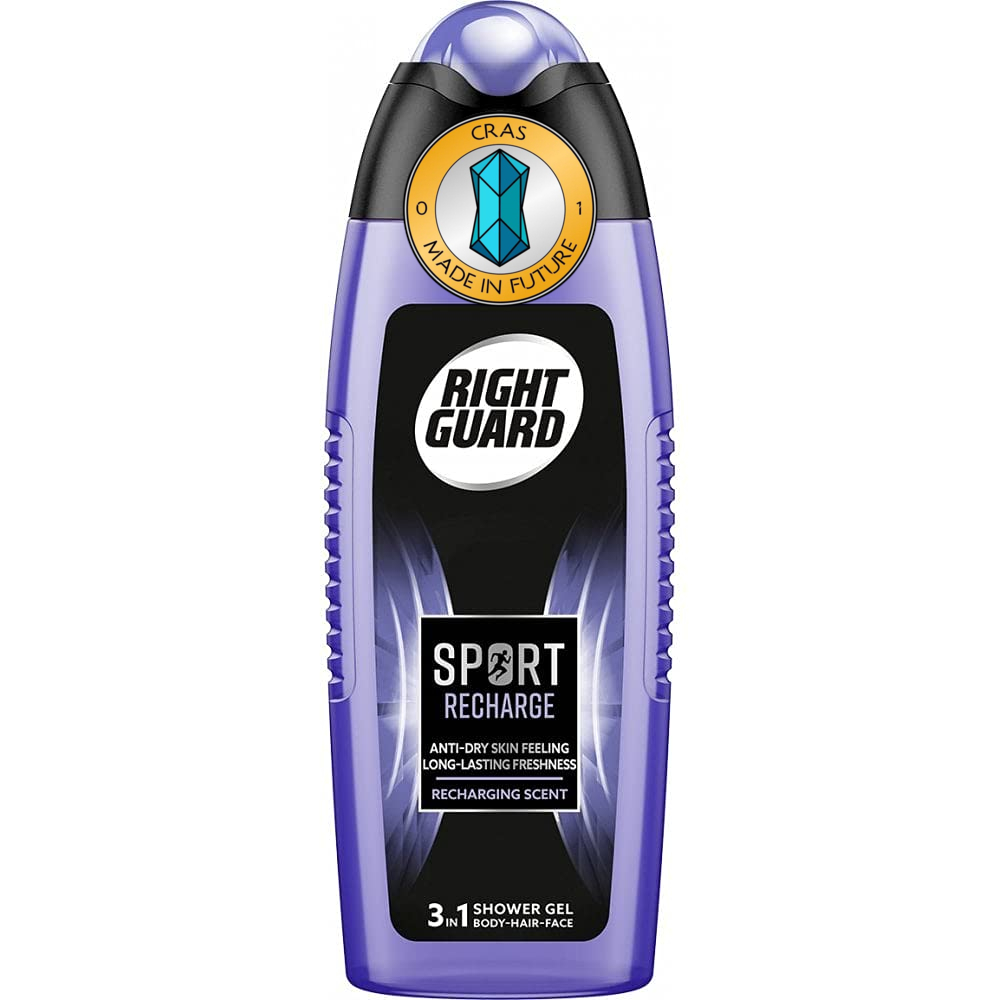 CRAS
0 1
MADE IN FUTURE
RIGHT
GUARD
SPORT
RECHARGE
ANTI-DRY SKIN FEELING
LONG-LASTING FRESHNESS
RECHARGING SCENT
3 IN 1 SHOWER GEL
BODY-HAIR-FACE